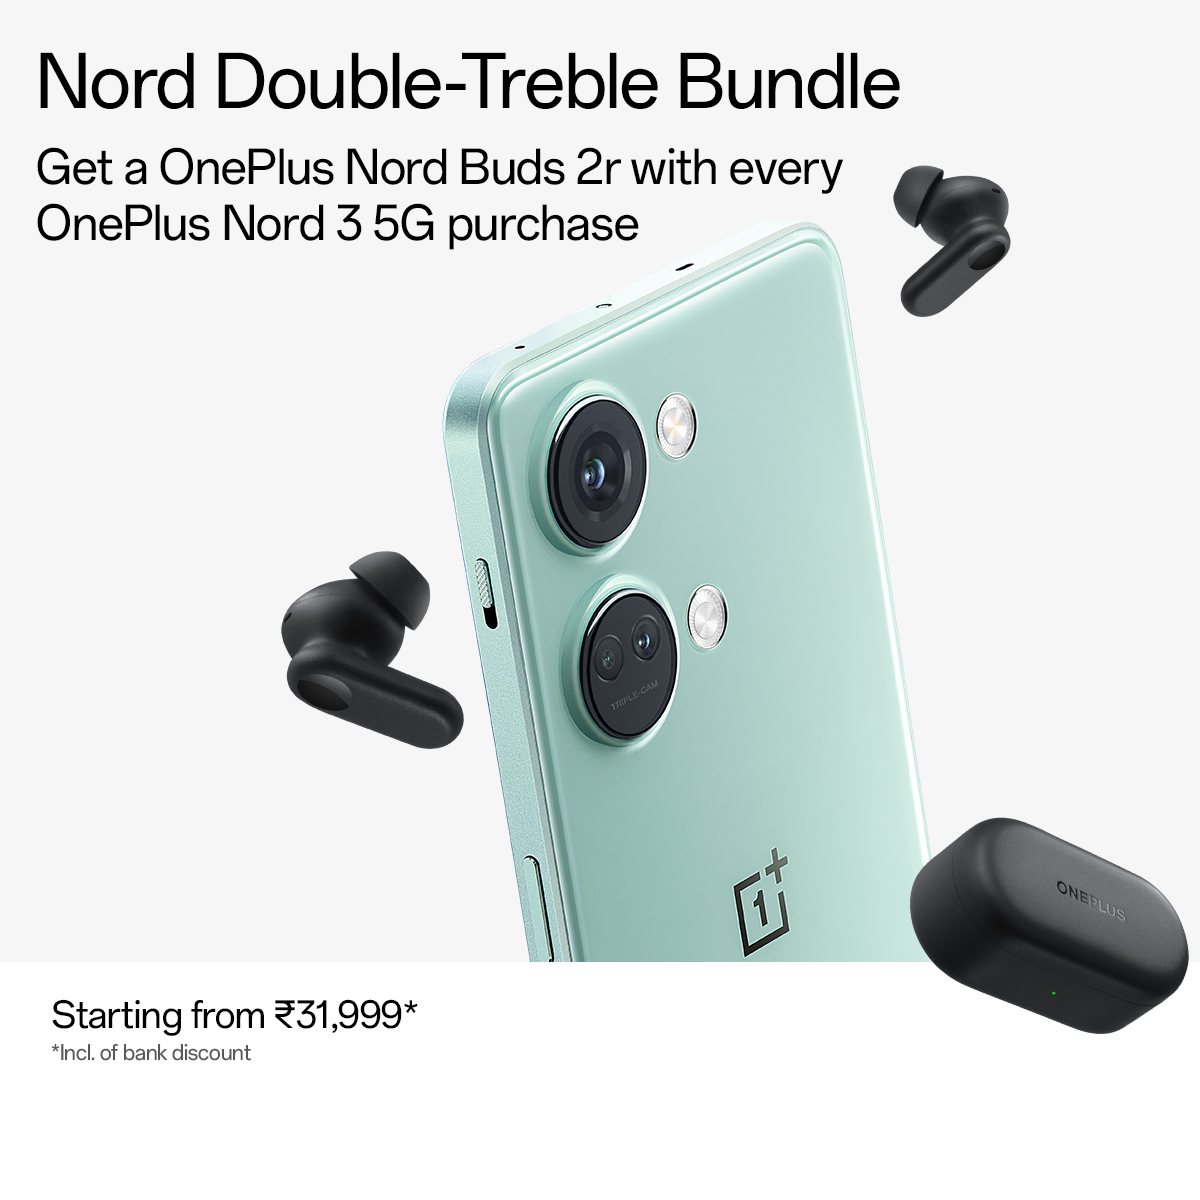 Nord Double-Treble Bundle
Get a OnePlus Nord Buds 2r with every
OnePlus Nord 3 5G purchase
TRIPLE-CAM
1+
ONEPLUS
Starting from ₹31,999*
*Incl. of bank discount